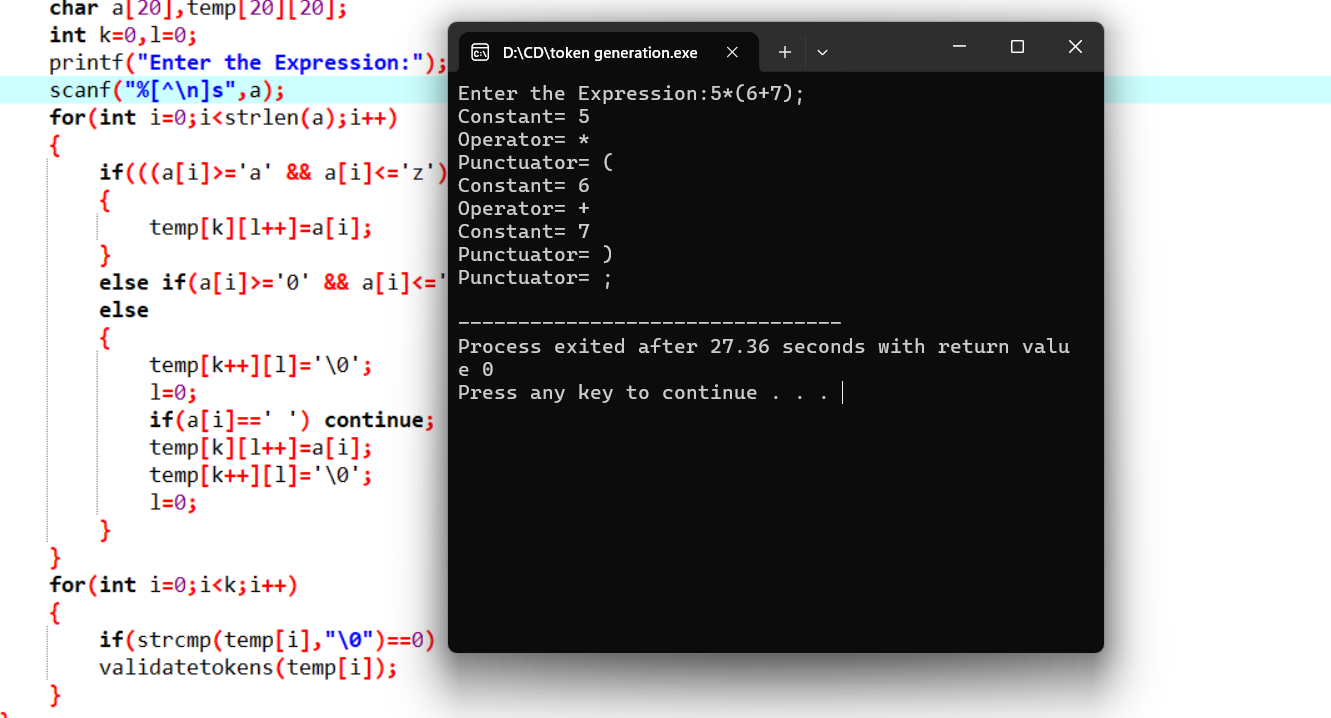 char a[20],temp[20][20];
int k=0,l=0;
printf("Enter the Expression:");
scanf("%[^\n]s",a);
for(int i=0;i<strlen(a);i++)
{
if(((a[i]>='a' && a[i]<='z')
{
temp[k][l++]=a[i];
}
else if(a[i]>='0' && a[i]<='
else
{
temp[k++][l]='\0';
l=0;
if(a[i]==' ') continue;
temp[k][l++]=a[i];
temp[k++][l]='\0';
l=0;
}
}
for(int i=0;i<k;i++)
{
if(strcmp(temp[i],"\0")==0)
validatetokens(temp[i]);
}
D:\CD\token generation.exe
Enter the Expression:5*(6+7);
Constant= 5
Operator= *
Punctuator= (
Constant= 6
Operator= +
Constant= 7
Punctuator= )
Punctuator= ;
--------------------------------
Process exited after 27.36 seconds with return valu
e 0
Press any key to continue . . .